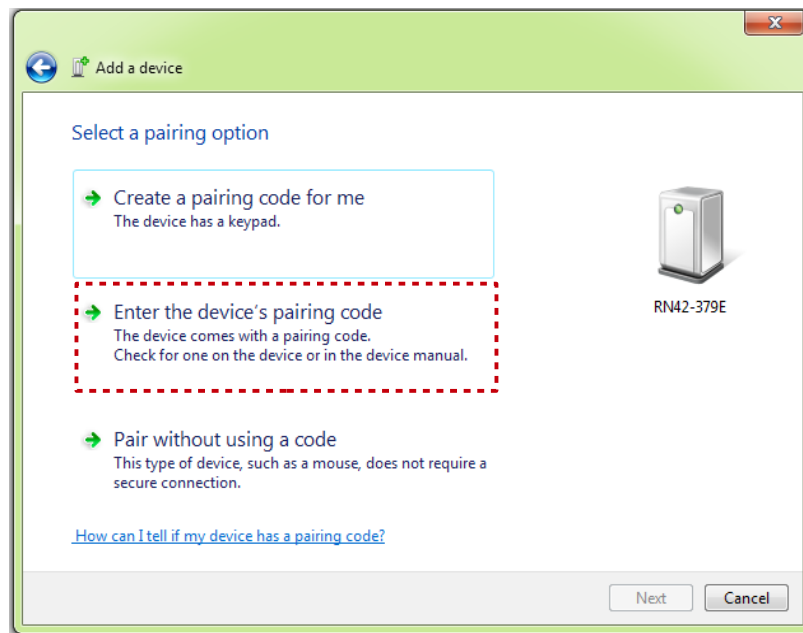 Add a device
Select a pairing option
Create a pairing code for me
The device has a keypad.
Enter the device's pairing code
The device comes with a pairing code.
Check for one on the device or in the device manual.
RN42-379E
Pair without using a code
This type of device, such as a mouse, does not require a
secure connection.
How can I tell if my device has a pairing code?
Next
Cancel